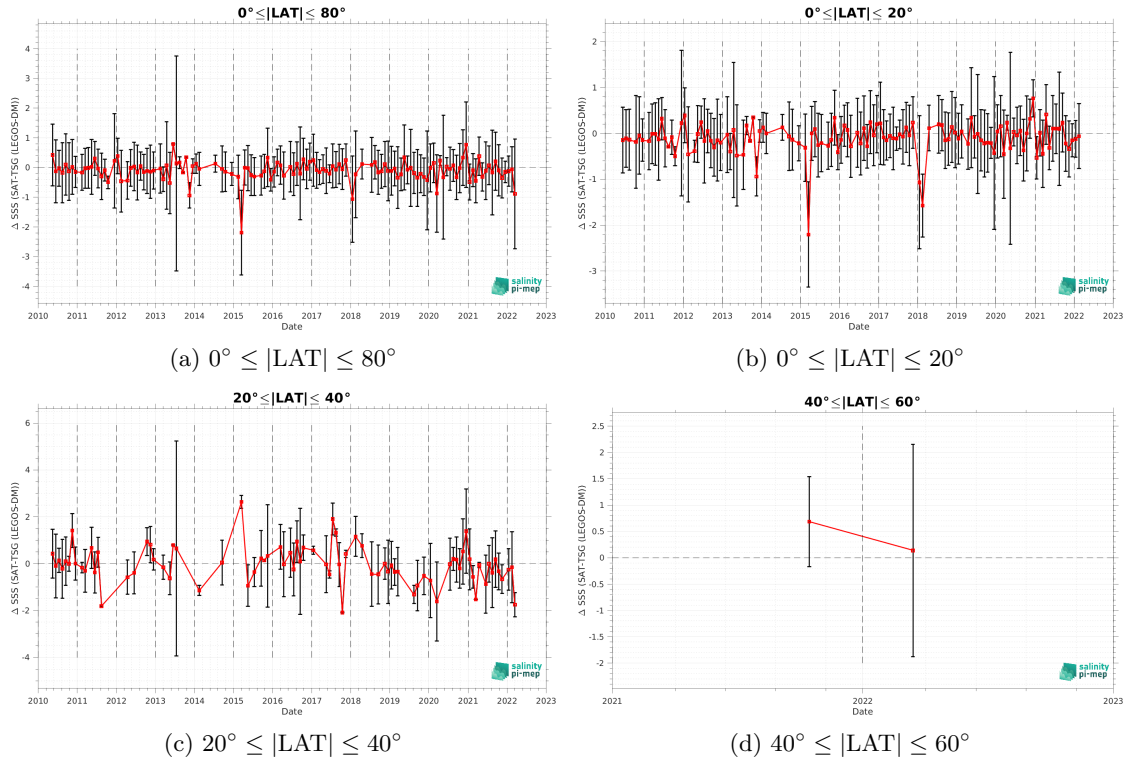 0°≤|LAT|≤ 80°
Δ SSS (SAT-TSG (LEGOS-DM))
4
3
2
1
0
-1
-2
-3
-4
2010 2011 2012 2013 2014 2015 2016 2017 2018 2019 2020 2021 2022 2023
Date
salinity
pi-mep
(a) 0° ≤ |LAT| ≤ 80°
0°≤|LAT|≤ 20°
Δ SSS (SAT-TSG (LEGOS-DM))
2
1
0
-1
-2
-3
2010 2011 2012 2013 2014 2015 2016 2017 2018 2019 2020 2021 2022 2023
Date
salinity
pi-mep
(b) 0° ≤ |LAT| ≤ 20°
20°≤|LAT|≤ 40°
Δ SSS (SAT-TSG (LEGOS-DM))
6
4
2
0
-2
-4
2010 2011 2012 2013 2014 2015 2016 2017 2018 2019 2020 2021 2022 2023
Date
salinity
pi-mep
(c) 20° ≤ |LAT| ≤ 40°
40°≤|LAT|≤ 60°
Δ SSS (SAT-TSG (LEGOS-DM))
2.5
2
1.5
1
0.5
0
-0.5
-1
-1.5
-2
2021 2022 2023
Date
salinity
pi-mep
(d) 40° ≤ |LAT| ≤ 60°